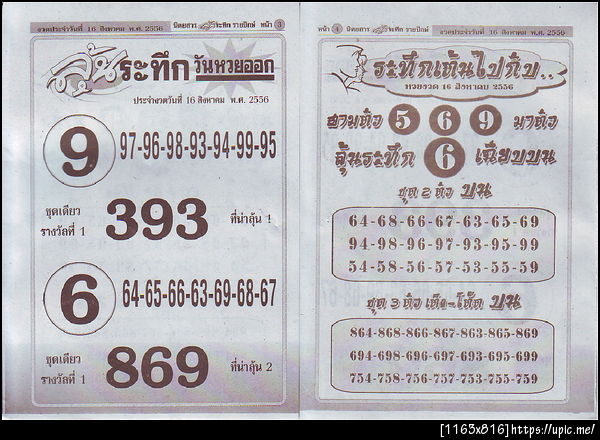 งวดประจำวันที่ 16 สิงหาคม พ.ศ. 2556 นิตยสาร ลุ้นระทึก รายปักษ์ หน้า 3
ลุ้นระทึก วันหวยออก
ประจำงวดวันที่ 16 สิงหาคม พ.ศ. 2556
9 97-96-98-93-94-99-95
ชุดเดียว รางวัลที่ 1 393 ที่น่าลุ้น 1
6 64-65-66-63-69-68-67
ชุดเดียว รางวัลที่ 1 869 ที่น่าลุ้น 2
หน้า 4 นิตยสาร ลุ้นระทึก รายปักษ์ งวดประจำวันที่ 16 สิงหาคม พ.ศ. 2556
ระทึกเต้นไปกับ..
หวยงวด 16 สิงหาคม 2556
สามตัว 5 6 9 มาตัว
ลุ้นระทึก 6 เฉียบบน
ชุด 2 ตัว บน
64-68-66-67-63-65-69
94-98-96-97-93-95-99
54-58-56-57-53-55-59
ชุด 3 ตัว เต็ง-โต๊ด บน
864-868-866-867-863-865-869
694-698-696-697-693-695-699
754-758-756-757-753-755-759
[1163x816]https://upic.me/